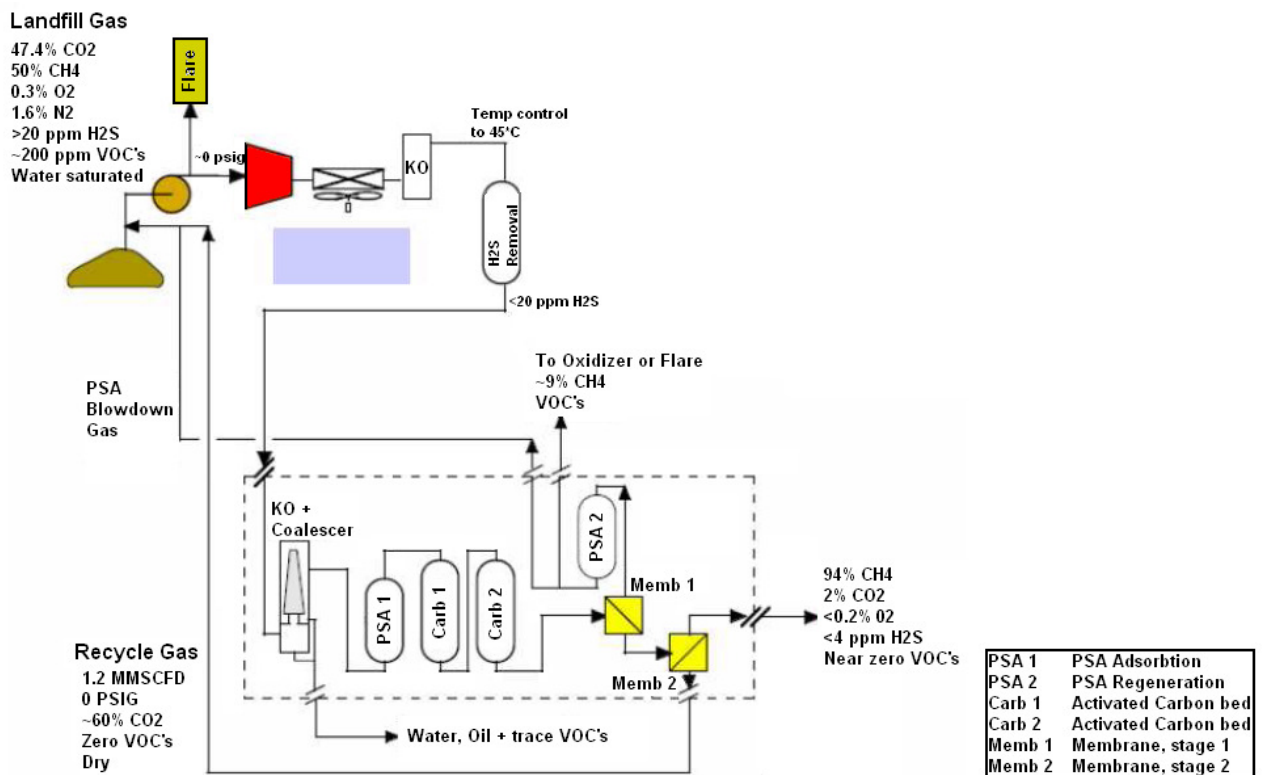 Landfill Gas
47.4% CO2
50% CH4
0.3% O2
1.6% N2
>20 ppm H2S
~200 ppm VOC's
Water saturated
Flare
~0 psig
KO
Temp control
to 45°C
H2S
Removal
<20 ppm H2S
PSA
Blowdown
Gas
To Oxidizer or Flare
~9% CH4
VOC's
KO +
Coalescer
PSA 1
Carb 1
Carb 2
PSA 2
Memb 1
Memb 2
94% CH4
2% CO2
<0.2% 02
<4 ppm H2S
Near zero VOC's
Recycle Gas
1.2 MMSCFD
0 PSIG
~60% CO2
Zero VOC's
Dry
Water, Oil + trace VOC's
PSA 1 PSA Adsorbtion
PSA 2 PSA Regeneration
Carb 1 Activated Carbon bed
Carb 2 Activated Carbon bed
Memb 1 Membrane, stage 1
Memb 2 Membrane, stage 2